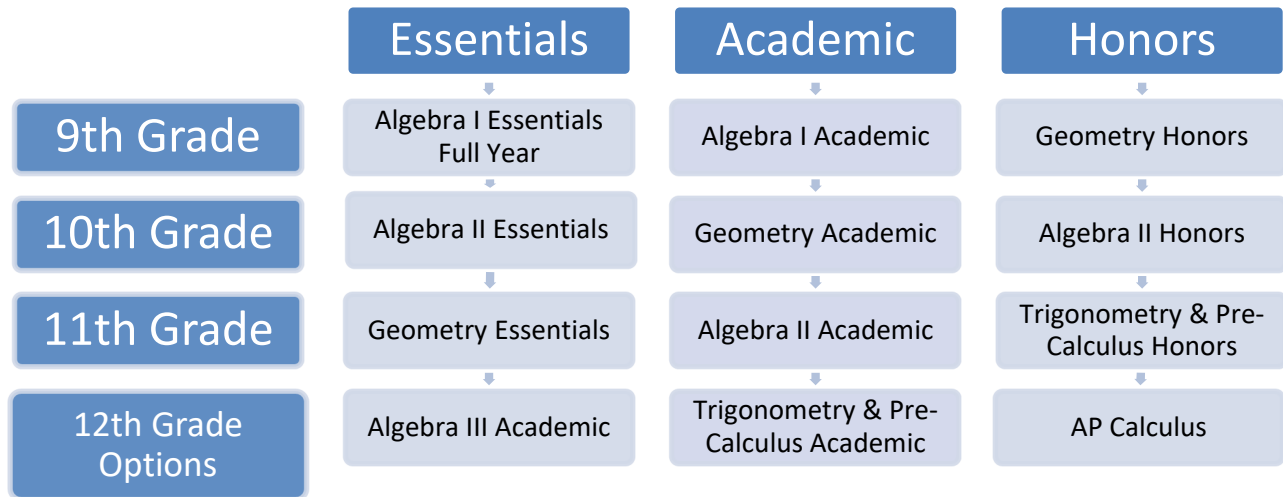 Essentials
Academic
Honors
9th Grade
Algebra I Essentials
Full Year
Algebra I Academic
Geometry Honors
10th Grade
Algebra II Essentials
Geometry Academic
Algebra II Honors
11th Grade
Geometry Essentials
Algebra II Academic
Trigonometry & Pre-
Calculus Honors
12th Grade
Options
Algebra III Academic
Trigonometry & Pre-
Calculus Academic
AP Calculus